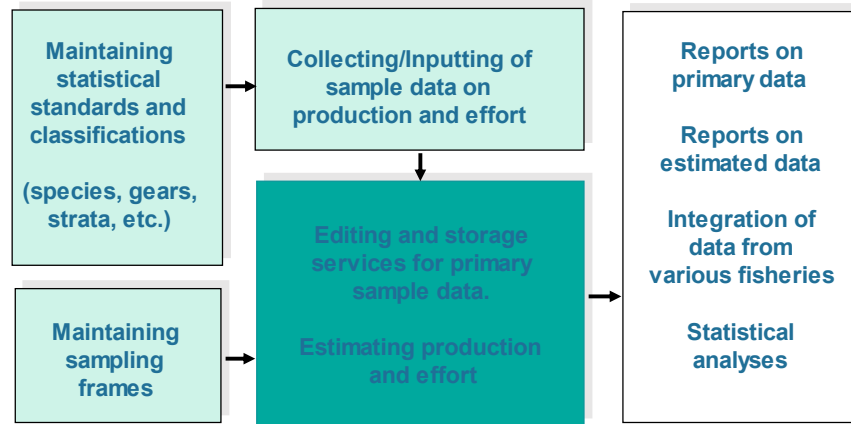 Maintaining
statistical
standards and
classifications
(species, gears,
strata, etc.)
Collecting/Inputting of
sample data on
production and effort
Maintaining
sampling
frames
Editing and storage
services for primary
sample data.
Estimating production
and effort
Reports on
primary data
Reports on
estimated data
Integration of
data from
various fisheries
Statistical
analyses